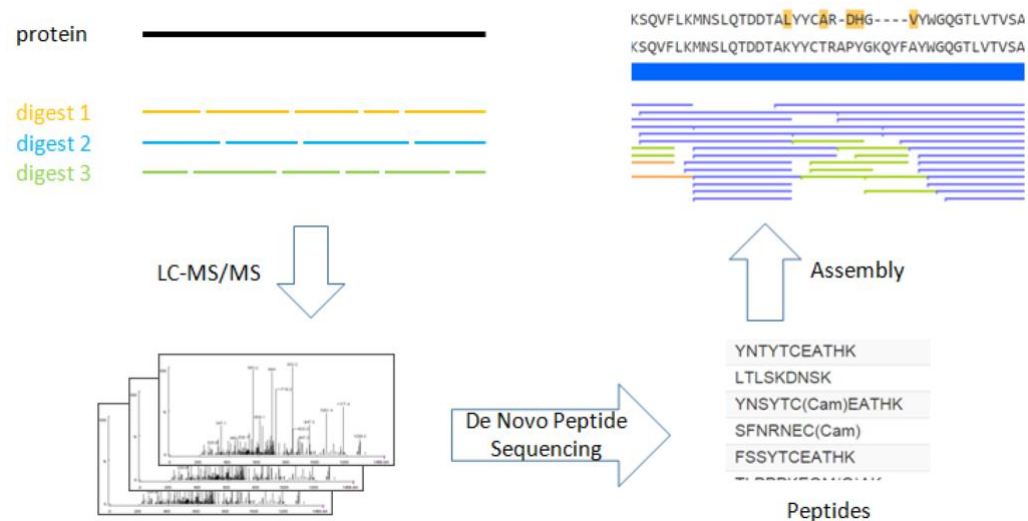 protein
digest 1
digest 2
digest 3
LC-MS/MS
De Novo Peptide
Sequencing
YNTYTCEATHK
LTLSKDNSK
YNSYTC(Cam)EATHK
SFNRNEC(Cam)
FSSYTCEATHK
Peptides
Assembly
KSQVFLKMNSLQTDDTALYYCAR-DHG----VYWGQGTLVTVSA
KSQVFLKMNSLQTDDTAKYYCTRAPYGKQYFAYWGQGTLVTVSA